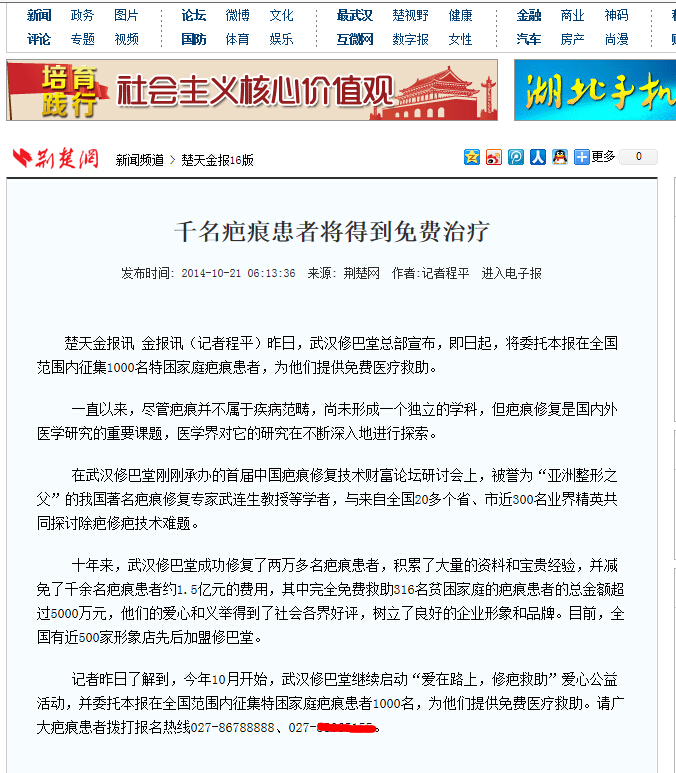 新闻 政务 图片 论坛 微博 文化 最武汉 楚视野 健康 金融 商业 神码
评论 专题 视频 国防 体育 娱乐 互微网 数字报 女性 汽车 房产 尚漫
培育
践行 社会主义核心价值观 湖北手机
荆楚网 新闻频道 > 楚天金报16版 更多 0
千名疤痕患者将得到免费治疗
发布时间: 2014-10-21 06:13:36 来源: 荆楚网 作者:记者程平 进入电子报
楚天金报讯 金报讯（记者程平）昨日，武汉修巴堂总部宣布，即日起，将委托本报在全国
范围内征集1000名特困家庭疤痕患者，为他们提供免费医疗救助。
一直以来，尽管疤痕并不属于疾病范畴，尚未形成一个独立的学科，但疤痕修复是国内外
医学研究的重要课题，医学界对它的研究在不断深入地进行探索。
在武汉修巴堂刚刚承办的首届中国疤痕修复技术财富论坛研讨会上，被誉为“亚洲整形之
父”的我国著名疤痕修复专家武连生教授等学者，与来自全国20多个省、市近300名业界精英共
同探讨除疤修疤技术难题。
十年来，武汉修巴堂成功修复了两万多名疤痕患者，积累了大量的资料和宝贵经验，并减
免了千余名疤痕患者约1.5亿元的费用，其中完全免费救助316名贫困家庭的疤痕患者的总金额超
过5000万元，他们的爱心和义举得到了社会各界好评，树立了良好的企业形象和品牌。目前，全
国有近500家形象店先后加盟修巴堂。
记者昨日了解到，今年10月开始，武汉修巴堂继续启动“爱在路上，修疤救助”爱心公益
活动，并委托本报在全国范围内征集特困家庭疤痕患者1000名，为他们提供免费医疗救助。请广
大疤痕患者拨打报名热线027-86788888、027-